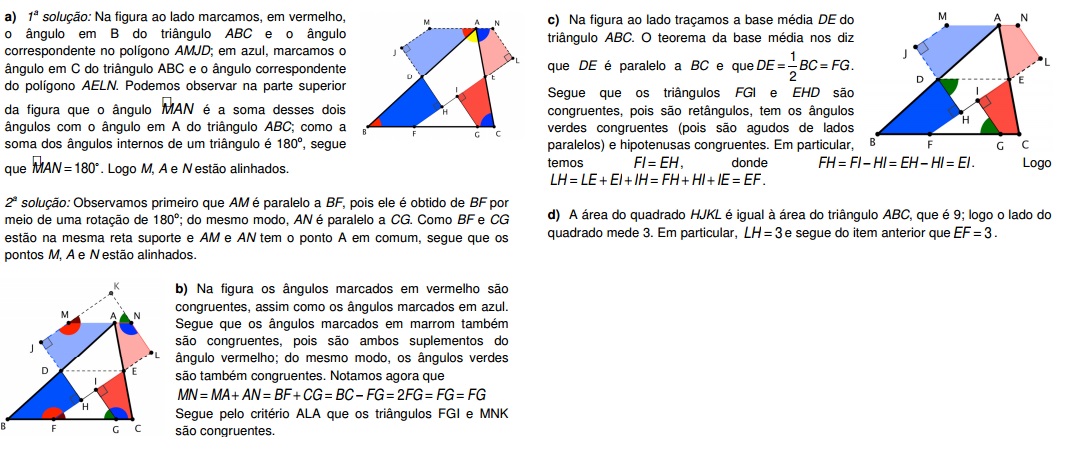 a) 1ª solução: Na figura ao lado marcamos, em vermelho,
o ângulo em B do triângulo ABC e o ângulo
correspondente no polígono AMJD; em azul, marcamos o
ângulo em C do triângulo ABC e o ângulo correspondente
do polígono AELN. Podemos observar na parte superior
da figura que o ângulo MAN é a soma desses dois
ângulos com o ângulo em A do triângulo ABC; como a
soma dos ângulos internos de um triângulo é 180º, segue
que MAN = 180°. Logo M, A e N estão alinhados.
M A N
J L
D E
I
H
B F G C
2ª solução: Observamos primeiro que AM é paralelo a BF, pois ele é obtido de BF por
meio de uma rotação de 180º; do mesmo modo, AN é paralelo a CG. Como BF e CG
estão na mesma reta suporte e AM e AN tem o ponto A em comum, segue que os
pontos M, A e N estão alinhados.
K
M A N
J L
D E
I
H
B F G C
b) Na figura os ângulos marcados em vermelho são
congruentes, assim como os ângulos marcados em azul.
Segue que os ângulos marcados em marrom também
são congruentes, pois são ambos suplementos do
ângulo vermelho; do mesmo modo, os ângulos verdes
são também congruentes. Notamos agora que
MN = MA + AN = BF + CG = BC – FG = 2FG = FG = FG
Segue pelo critério ALA que os triângulos FGI e MNK
são congruentes.
c) Na figura ao lado traçamos a base média DE do
triângulo ABC. O teorema da base média nos diz
que DE é paralelo a BC e que DE = 1/2 BC = FG.
Segue que os triângulos FGI e EHD são
congruentes, pois são retângulos, tem os ângulos
verdes congruentes (pois são agudos de lados
paralelos) e hipotenusas congruentes. Em particular,
temos FI = EH, donde FH = FI – HI = EH – HI = EI. Logo
LH = LE + EI + IH = FH + HI + IE = EF.
M A N
J L
D E
I
H
B F G C
d) A área do quadrado HJKL é igual à área do triângulo ABC, que é 9; logo o lado do
quadrado mede 3. Em particular, LH = 3 e segue do item anterior que EF = 3.